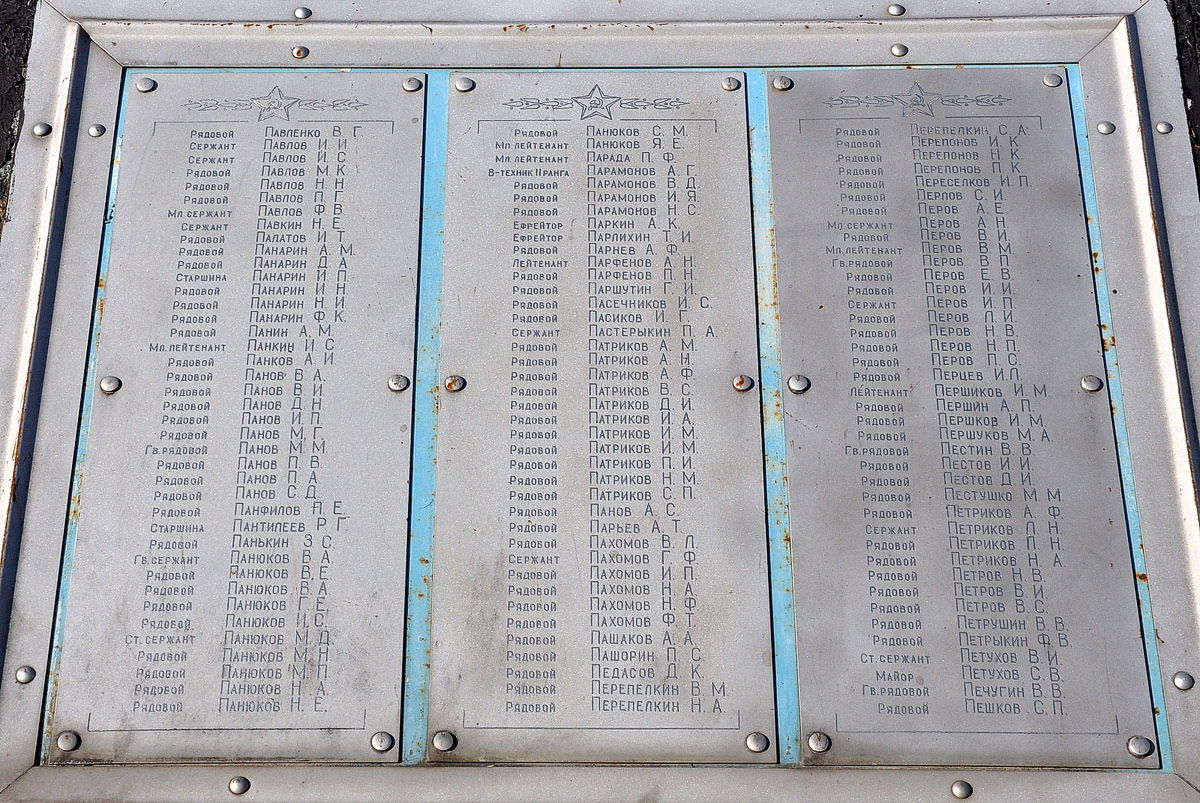 Рядовой Павленко В. Г.
Сержант Павлов И. И.
Сержант Павлов И. С.
Рядовой Павлов М. К.
Рядовой Павлов Н. Н.
Рядовой Павлов П. Г.
Мл сержант Павлов Ф. В.
Сержант Павкин Н. Е.
Рядовой Палатов И. Т.
Рядовой Панарин А. М.
Рядовой Панарин Д. А.
Старшина Панарин И. П.
Рядовой Панарин И. Н.
Рядовой Панарин Н. И.
Рядовой Панарин Ф. К.
Рядовой Панин А. М.
Мл. лейтенант Панкин И. С.
Рядовой Панков А. И.
Рядовой Панов В. А.
Рядовой Панов В. И.
Рядовой Панов Д. Н.
Рядовой Панов И. П.
Рядовой Панов М. Г.
Гв. рядовой Панов М. М.
Рядовой Панов П. В.
Рядовой Панов П. А.
Рядовой Панов С. Д.
Рядовой Панфилов П. Е.
Старшина Пантилеев Р. Г.
Рядовой Панькин З. С.
Гв. сержант Панюков В. А.
Рядовой Панюков В. Е.
Рядовой Панюков В. А.
Рядовой Панюков Г. Е.
Рядовой Панюков И. С.
Ст. сержант Панюков М. Д.
Рядовой Панюков М. Н.
Рядовой Панюков М. П.
Рядовой Панюков Н. А.
Рядовой Панюков Н. Е.
Рядовой Панюков С. М.
Мл. лейтенант Панюков Я. Е.
Мл. лейтенант Парада П. Ф.
В-техник II ранга Парамонов А. Г.
Рядовой Парамонов В. Д.
Рядовой Парамонов И. Я.
Рядовой Парамонов Н. С.
Ефрейтор Паркин А. К.
Ефрейтор Парлихин Т. И.
Рядовой Парнев А. Ф.
Лейтенант Парфенов А. Н.
Рядовой Парфенов П. Н.
Рядовой Паршутин Г. И.
Рядовой Пасечников И. С.
Рядовой Пасиков И. Г.
Сержант Пастерыкин П. А.
Рядовой Патриков А. М.
Рядовой Патриков А. Н.
Рядовой Патриков А. Ф.
Рядовой Патриков В. С.
Рядовой Патриков Д. И.
Рядовой Патриков И. А.
Рядовой Патриков И. М.
Рядовой Патриков И. М.
Рядовой Патриков П. И.
Рядовой Патриков Н. М.
Рядовой Патриков С. П.
Рядовой Панов А. С.
Рядовой Парьев А. Т.
Рядовой Пахомов В. Л.
Сержант Пахомов Г. Ф.
Рядовой Пахомов И. П.
Рядовой Пахомов Н. А.
Рядовой Пахомов Н. Ф.
Рядовой Пахомов Ф. Т.
Рядовой Пашаков А. А.
Рядовой Пашорин П. С.
Рядовой Педасов Д. К.
Рядовой Перепелкин В. М.
Рядовой Перепелкин Н. А.
Рядовой Перепелкин С. А.
Рядовой Перепонов И. К.
Рядовой Перепонов Н. К.
Рядовой Перепонов П. К.
Рядовой Переселков И. П.
Рядовой Перлов С. И.
Рядовой Перов А. Е.
Мл сержант Перов А. Н.
Рядовой Перов В. И.
Мл. лейтенант Перов В. М.
Гв. рядовой Перов В. П.
Рядовой Перов Е. В.
Рядовой Перов И. И.
Сержант Перов И. П.
Рядовой Перов Л. И.
Рядовой Перов Н. В.
Рядовой Перов Н. П.
Рядовой Перов П. С.
Рядовой Перцев И. Л.
Лейтенант Першиков И. М.
Рядовой Першин А. П.
Рядовой Першков И. М.
Рядовой Першуков М. А.
Гв. рядовой Пестин В. В.
Рядовой Пестов И. И.
Рядовой Пестов Д. И.
Рядовой Пестушко М. М.
Рядовой Петриков А. Ф.
Сержант Петриков Л. Н.
Рядовой Петриков П. Н.
Рядовой Петриков Н. А.
Рядовой Петров Н. В.
Рядовой Петров В. И.
Рядовой Петров В. С.
Рядовой Петрушин В. В.
Рядовой Петрыкин Ф. В.
Ст. сержант Петухов В. И.
Майор Петухов С. В.
Гв. рядовой Печугин В. В.
Рядовой Пешков С. П.